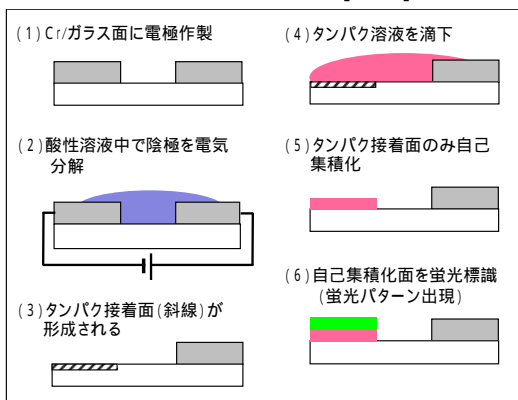 (1)Cr/ガラス面に電極作製
(2)酸性溶液中で陰極を電気
分解
(3)タンパク接着面(斜線)が
形成される
(4)タンパク溶液を滴下
(5)タンパク接着面のみ自己
集積化
(6)自己集積化面を蛍光標識
(蛍光パターン出現)